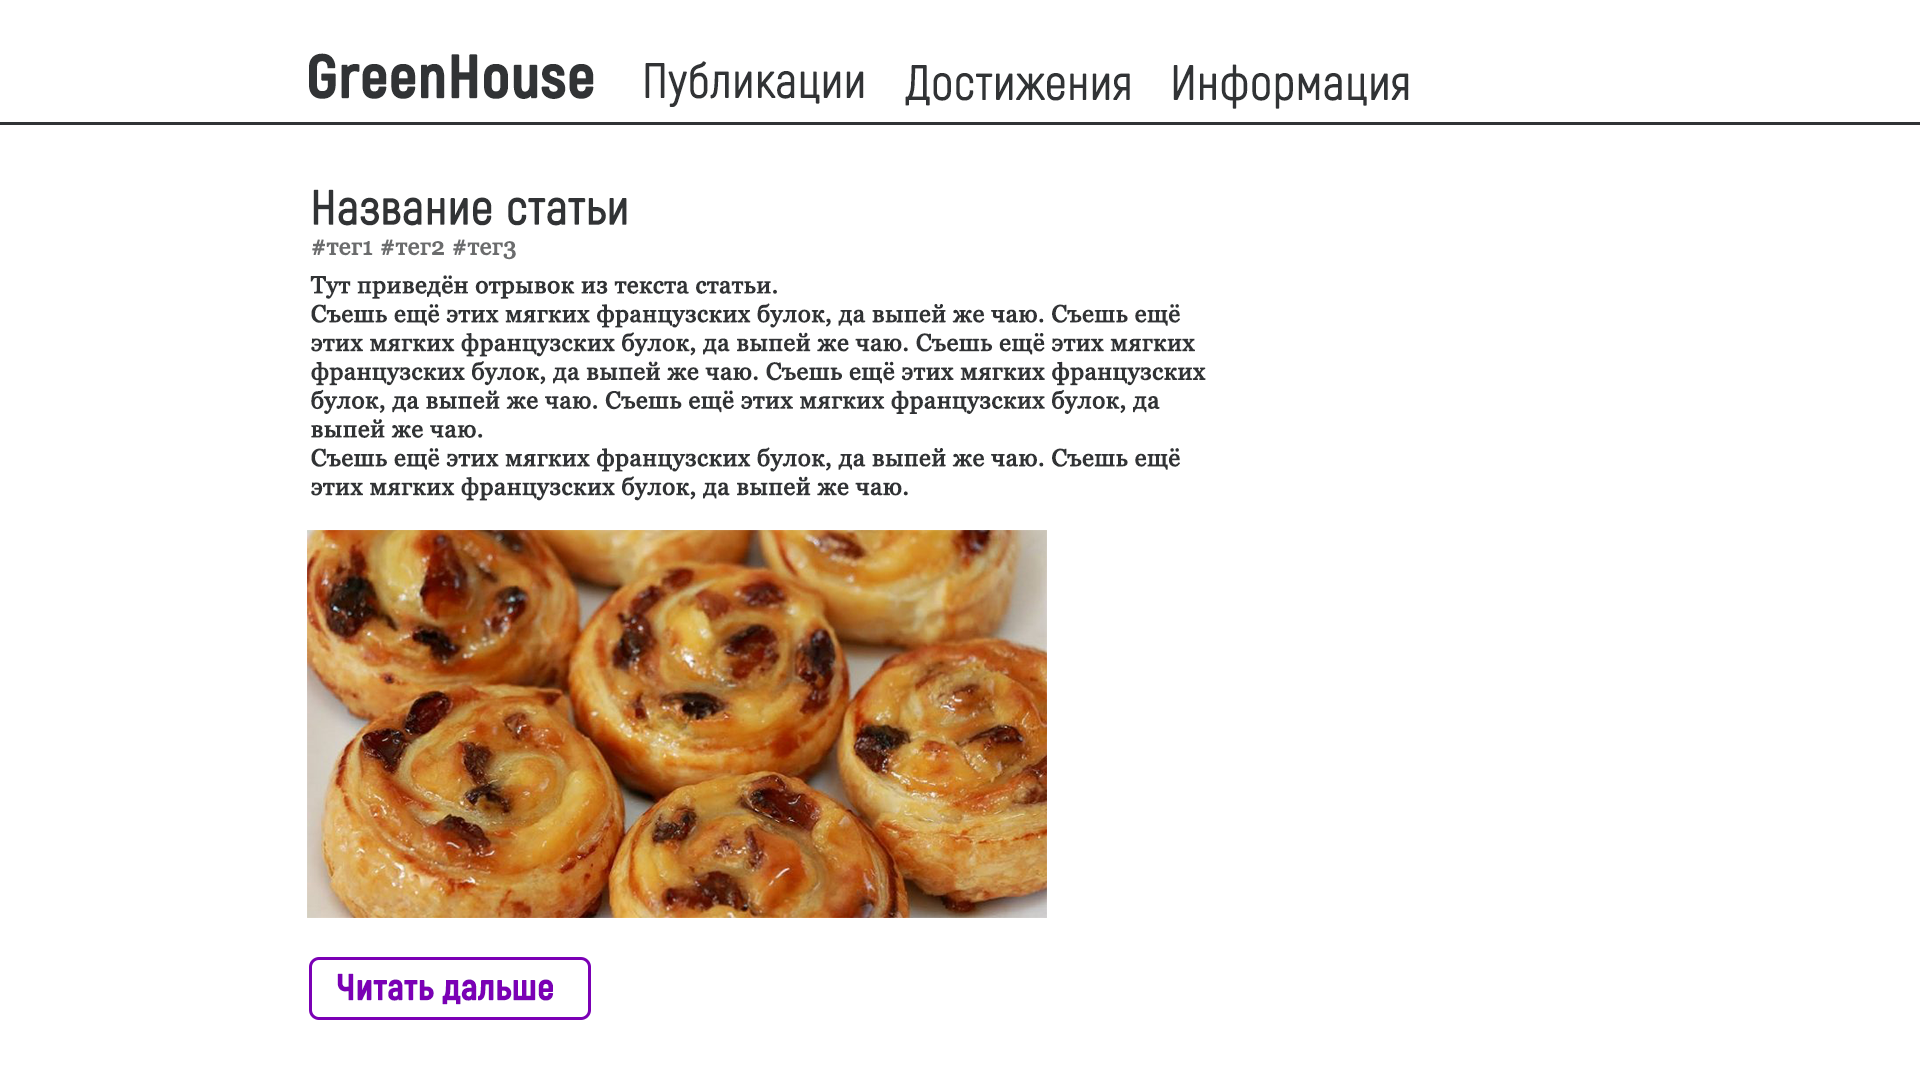 GreenHouse Публикации Достижения Информация
Название статьи
#тег1 #тег2 #тег3
Тут приведён отрывок из текста статьи.
Съешь ещё этих мягких французских булок, да выпей же чаю. Съешь ещё
этих мягких французских булок, да выпей же чаю. Съешь ещё этих мягких
французских булок, да выпей же чаю. Съешь ещё этих мягких французских
булок, да выпей же чаю. Съешь ещё этих мягких французских булок, да
выпей же чаю.
Съешь ещё этих мягких французских булок, да выпей же чаю. Съешь ещё
этих мягких французских булок, да выпей же чаю.
Читать дальше